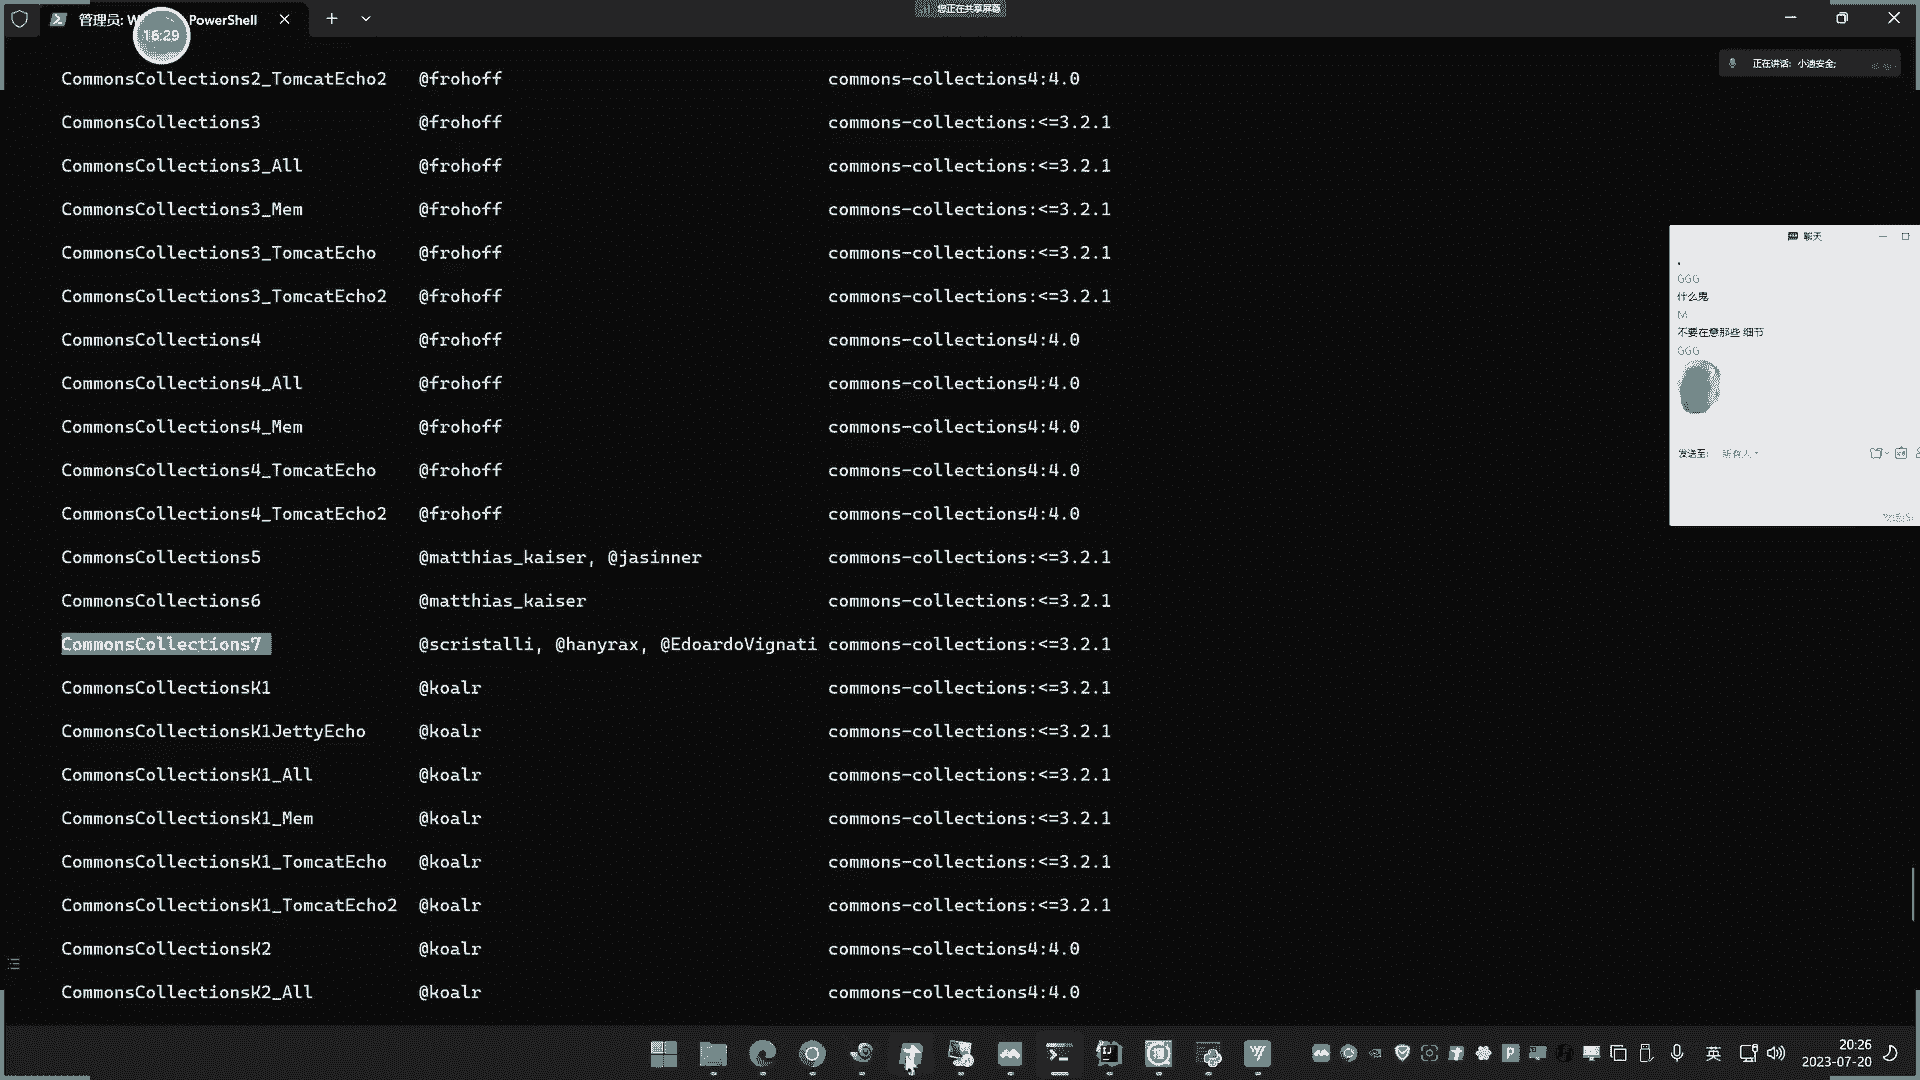 管理员: W PowerShell
16:29
您正在共享屏幕
正在讲话: 小迪安全;
CommonsCollections2_TomcatEcho2 @frohoff commons-collections4:4.0
CommonsCollections3 @frohoff commons-collections:<=3.2.1
CommonsCollections3_All @frohoff commons-collections:<=3.2.1
CommonsCollections3_Mem @frohoff commons-collections:<=3.2.1
CommonsCollections3_TomcatEcho @frohoff commons-collections:<=3.2.1
CommonsCollections3_TomcatEcho2 @frohoff commons-collections:<=3.2.1
CommonsCollections4 @frohoff commons-collections4:4.0
CommonsCollections4_All @frohoff commons-collections4:4.0
CommonsCollections4_Mem @frohoff commons-collections4:4.0
CommonsCollections4_TomcatEcho @frohoff commons-collections4:4.0
CommonsCollections4_TomcatEcho2 @frohoff commons-collections4:4.0
CommonsCollections5 @matthias_kaiser, @jasinner commons-collections:<=3.2.1
CommonsCollections6 @matthias_kaiser commons-collections:<=3.2.1
CommonsCollections7 @scristalli, @hanyrax, @EdoardoVignati commons-collections:<=3.2.1
CommonsCollectionsK1 @koalr commons-collections:<=3.2.1
CommonsCollectionsK1JettyEcho @koalr commons-collections:<=3.2.1
CommonsCollectionsK1_All @koalr commons-collections:<=3.2.1
CommonsCollectionsK1_Mem @koalr commons-collections:<=3.2.1
CommonsCollectionsK1_TomcatEcho @koalr commons-collections:<=3.2.1
CommonsCollectionsK1_TomcatEcho2 @koalr commons-collections:<=3.2.1
CommonsCollectionsK2 @koalr commons-collections4:4.0
CommonsCollectionsK2_All @koalr commons-collections4:4.0
聊天
GGG
什么鬼
M
不要在意那些 细节
GGG
发送至: 所有人
英
20:26
2023-07-20